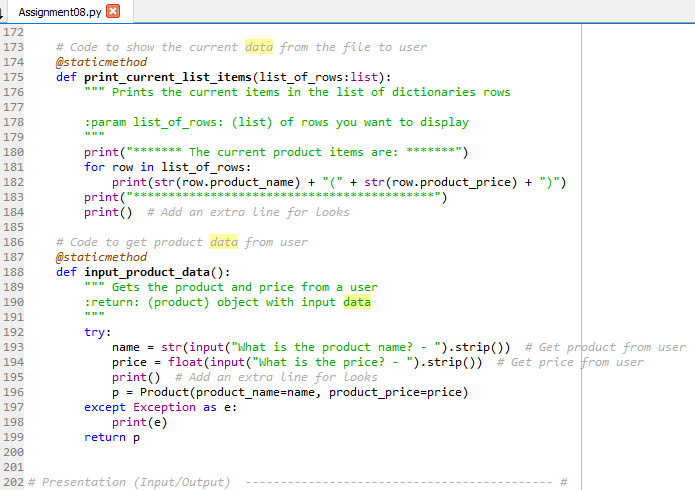 Assignment08.py
172
173 # Code to show the current data from the file to user
174 @staticmethod
175 def print_current_list_items(list_of_rows:list):
176 """ Prints the current items in the list of dictionaries rows
177
178 :param list_of_rows: (list) of rows you want to display
179 """
180 print("******* The current product items are: *******")
181 for row in list_of_rows:
182 print(str(row.product_name) + "(" + str(row.product_price) + ")")
183 print("*******************************************")
184 print()  # Add an extra line for looks
185
186 # Code to get product data from user
187 @staticmethod
188 def input_product_data():
189 """ Gets the product and price from a user
190 :return: (product) object with input data
191 """
192 try:
193 name = str(input("What is the product name? - ").strip())  # Get product from user
194 price = float(input("What is the price? - ").strip())  # Get price from user
195 print()  # Add an extra line for looks
196 p = Product(product_name=name, product_price=price)
197 except Exception as e:
198 print(e)
199 return p
200
201
202 # Presentation (Input/Output)  -------------------------------------------- #